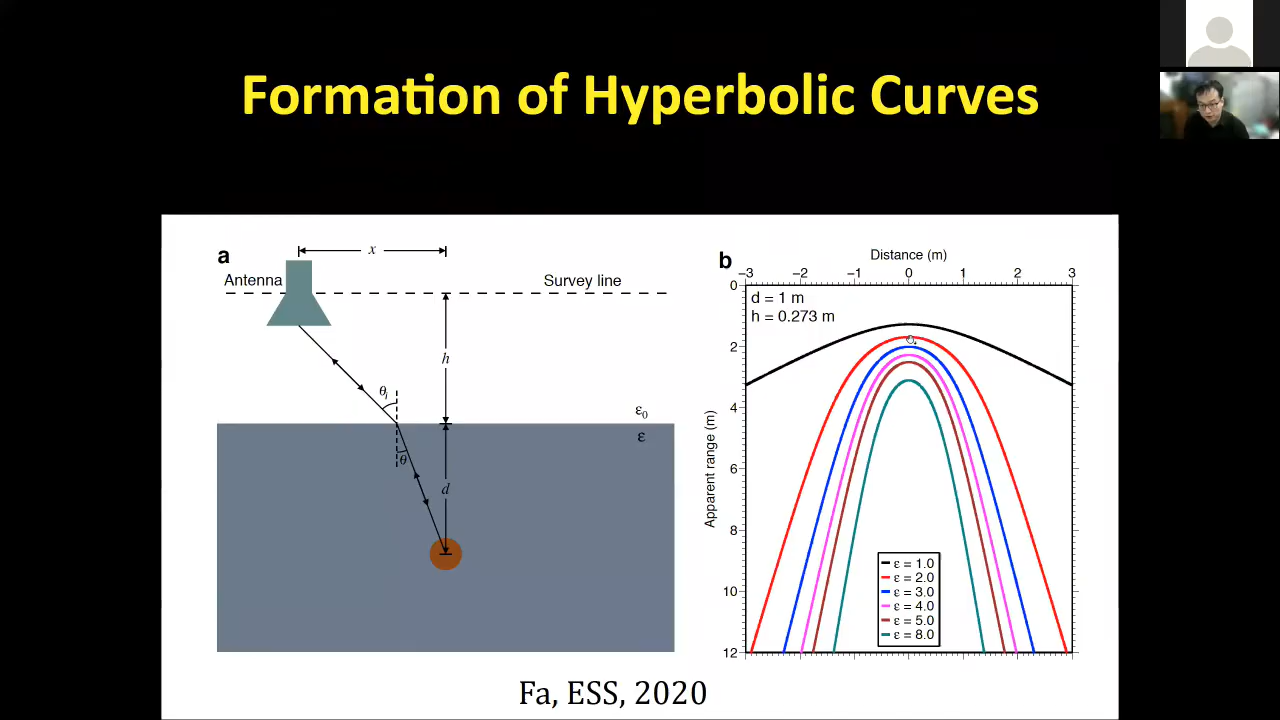 Formation of Hyperbolic Curves
a
x
Antenna
Survey line
h
θi
ε0
ε
θ
d
b
Distance (m)
−3 −2 −1 0 1 2 3
d = 1 m
h = 0.273 m
Apparent range (m)
0
2
4
6
8
10
12
ε = 1.0
ε = 2.0
ε = 3.0
ε = 4.0
ε = 5.0
ε = 8.0
Fa, ESS, 2020